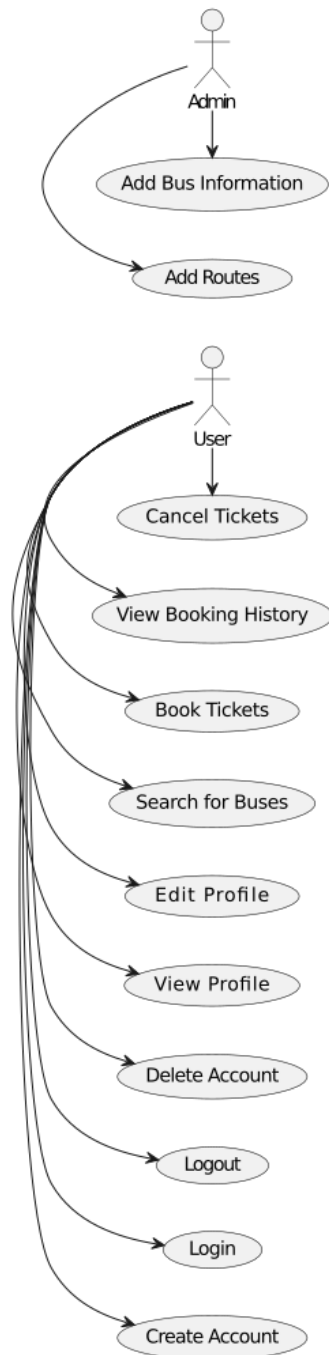 Admin
Add Bus Information
Add Routes
User
Cancel Tickets
View Booking History
Book Tickets
Search for Buses
Edit Profile
View Profile
Delete Account
Logout
Login
Create Account